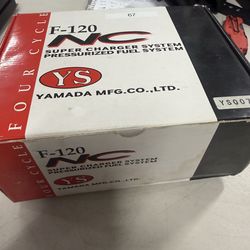 67
F-120
NC
SUPER CHARGER SYSTEM
PRESSURIZED FUEL SYSTEM
YS
YAMADA MFG.CO.,LTD.
FOUR CYCLE
F-120
NC
SUPER CHARGER SYSTEM
PRESSURIZED FUEL SYSTEM
YS
YAMADA MFG.CO.,LTD.